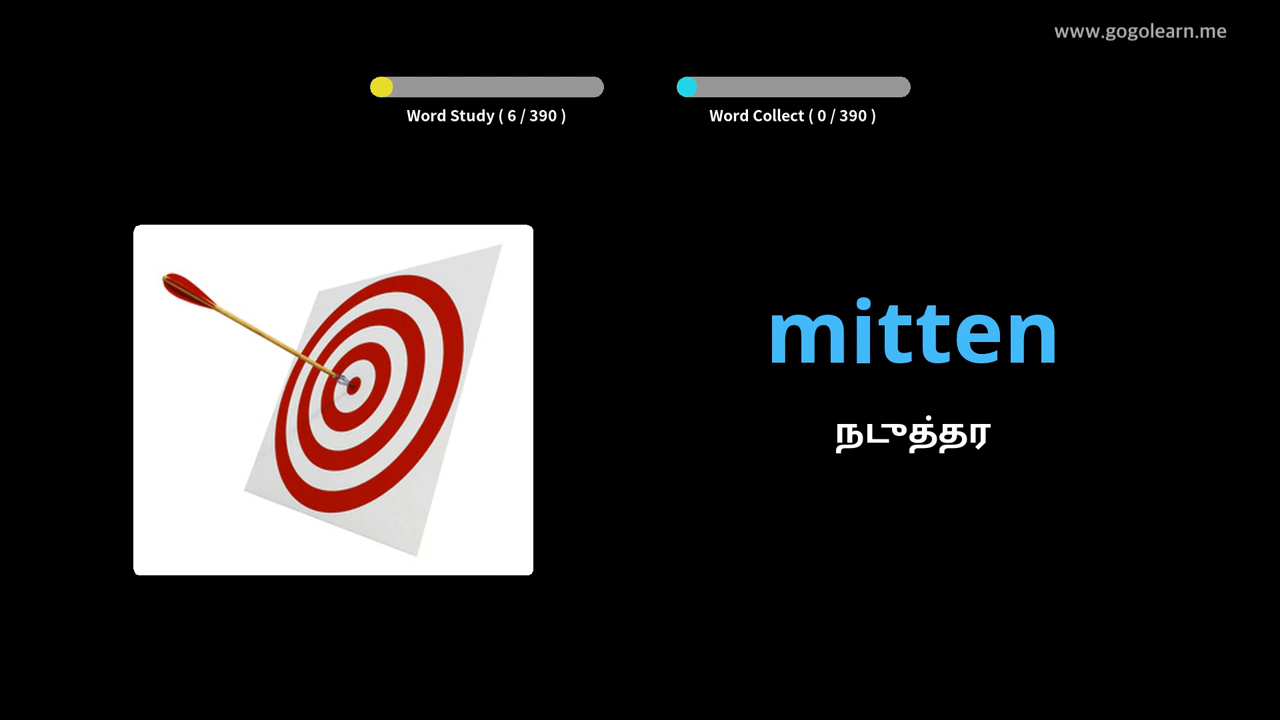 www.gogolearn.me
Word Study ( 6 / 390 )
Word Collect ( 0 / 390 )
mitten
நடுத்தர